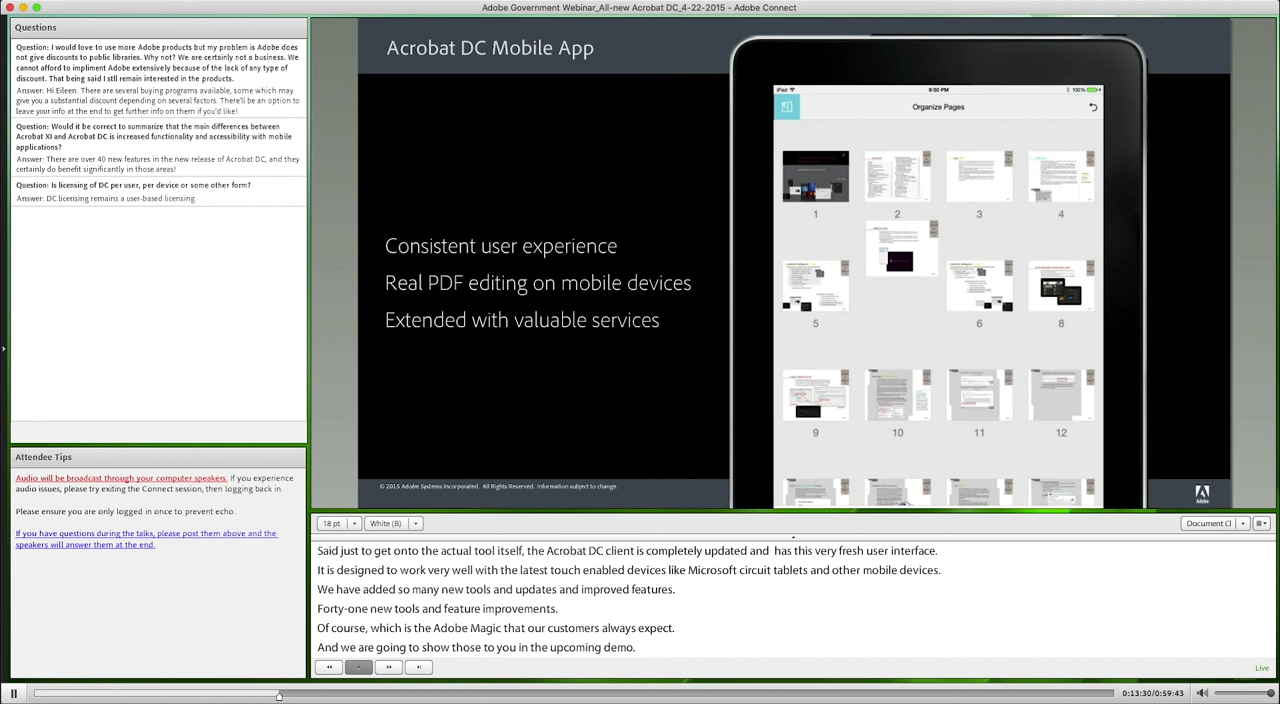 Adobe Government Webinar_All-new Acrobat DC_4-22-2015 - Adobe Connect
Questions
Question: I would love to use more Adobe products but my problem is Adobe does
not give discounts to public libraries. Why not? We are certainly not a business. We
cannot afford to impliment Adobe extensively because of the lack of any type of
discount. That being said I stll remain interested in the products.
Answer: Hi Eileen. There are several buying programs available, some which may
give you a substantial discount depending on several factors. There'll be an option to
leave your info at the end to get further info on them if you'd like!
Question: Would it be correct to summarize that the main differences between
Acrobat XI and Acrobat DC is increased functionality and accessibility with mobile
applications?
Answer: There are over 40 new features in the new release of Acrobat DC, and they
certainly do benefit significantly in those areas!
Question: Is licensing of DC per user, per device or some other form?
Answer: DC licensing remains a user-based licensing.
Attendee Tips
Audio will be broadcast through your computer speakers. If you experience
audio issues, please try exiting the Connect session, then logging back in.
Please ensure you are only logged in once to prevent echo.
If you have questions during the talks, please post them above and the
speakers will answer them at the end.
Acrobat DC Mobile App
Consistent user experience
Real PDF editing on mobile devices
Extended with valuable services
iPad 9:50 PM 100%
Organize Pages
1 2 3 4
5 6 8
9 10 11 12
© 2015 Adobe Systems Incorporated. All Rights Reserved. Information subject to change.
Adobe
18 pt White (B) Document Cl
Said just to get onto the actual tool itself, the Acrobat DC client is completely updated and has this very fresh user interface.
It is designed to work very well with the latest touch enabled devices like Microsoft circuit tablets and other mobile devices.
We have added so many new tools and updates and improved features.
Forty-one new tools and feature improvements.
Of course, which is the Adobe Magic that our customers always expect.
And we are going to show those to you in the upcoming demo.
Live
0:13:30/0:59:43